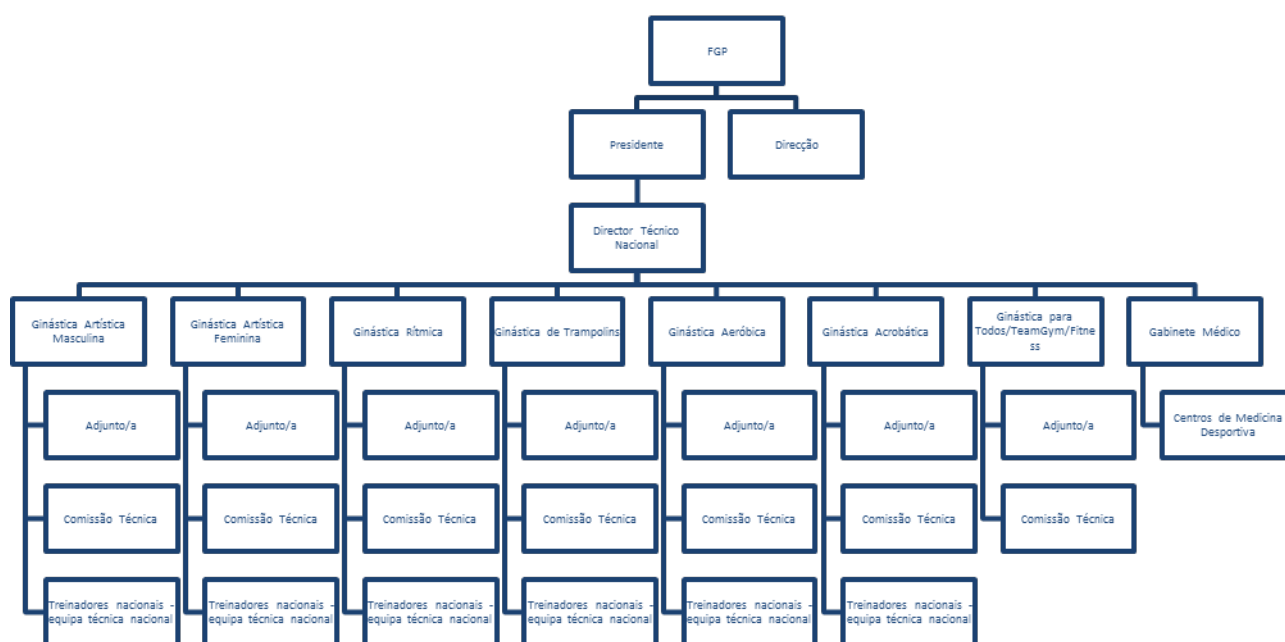 FGP
Presidente
Direcção
Director Técnico
Nacional
Ginástica Artística
Masculina
Ginástica Artística
Feminina
Ginástica Rítmica
Ginástica de Trampolins
Ginástica Aeróbica
Ginástica Acrobática
Ginástica para
Todos/TeamGym/Fitne
ss
Gabinete Médico
Adjunto/a
Adjunto/a
Adjunto/a
Adjunto/a
Adjunto/a
Adjunto/a
Adjunto/a
Centros de Medicina
Desportiva
Comissão Técnica
Comissão Técnica
Comissão Técnica
Comissão Técnica
Comissão Técnica
Comissão Técnica
Comissão Técnica
Treinadores nacionais -
equipa técnica nacional
Treinadores nacionais -
equipa técnica nacional
Treinadores nacionais -
equipa técnica nacional
Treinadores nacionais -
equipa técnica nacional
Treinadores nacionais -
equipa técnica nacional
Treinadores nacionais -
equipa técnica nacional